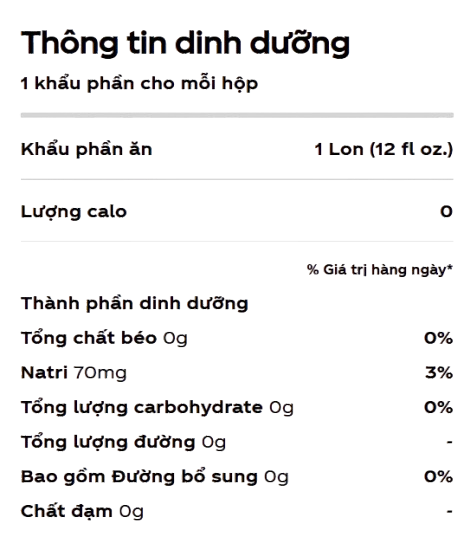 Thông tin dinh dưỡng
1 khẩu phần cho mỗi hộp
Khẩu phần ăn 1 Lon (12 fl oz.)
Lượng calo 0
% Giá trị hàng ngày*
Thành phần dinh dưỡng
Tổng chất béo 0g 0%
Natri 70mg 3%
Tổng lượng carbohydrate 0g 0%
Tổng lượng đường 0g -
Bao gồm Đường bổ sung 0g 0%
Chất đạm 0g -